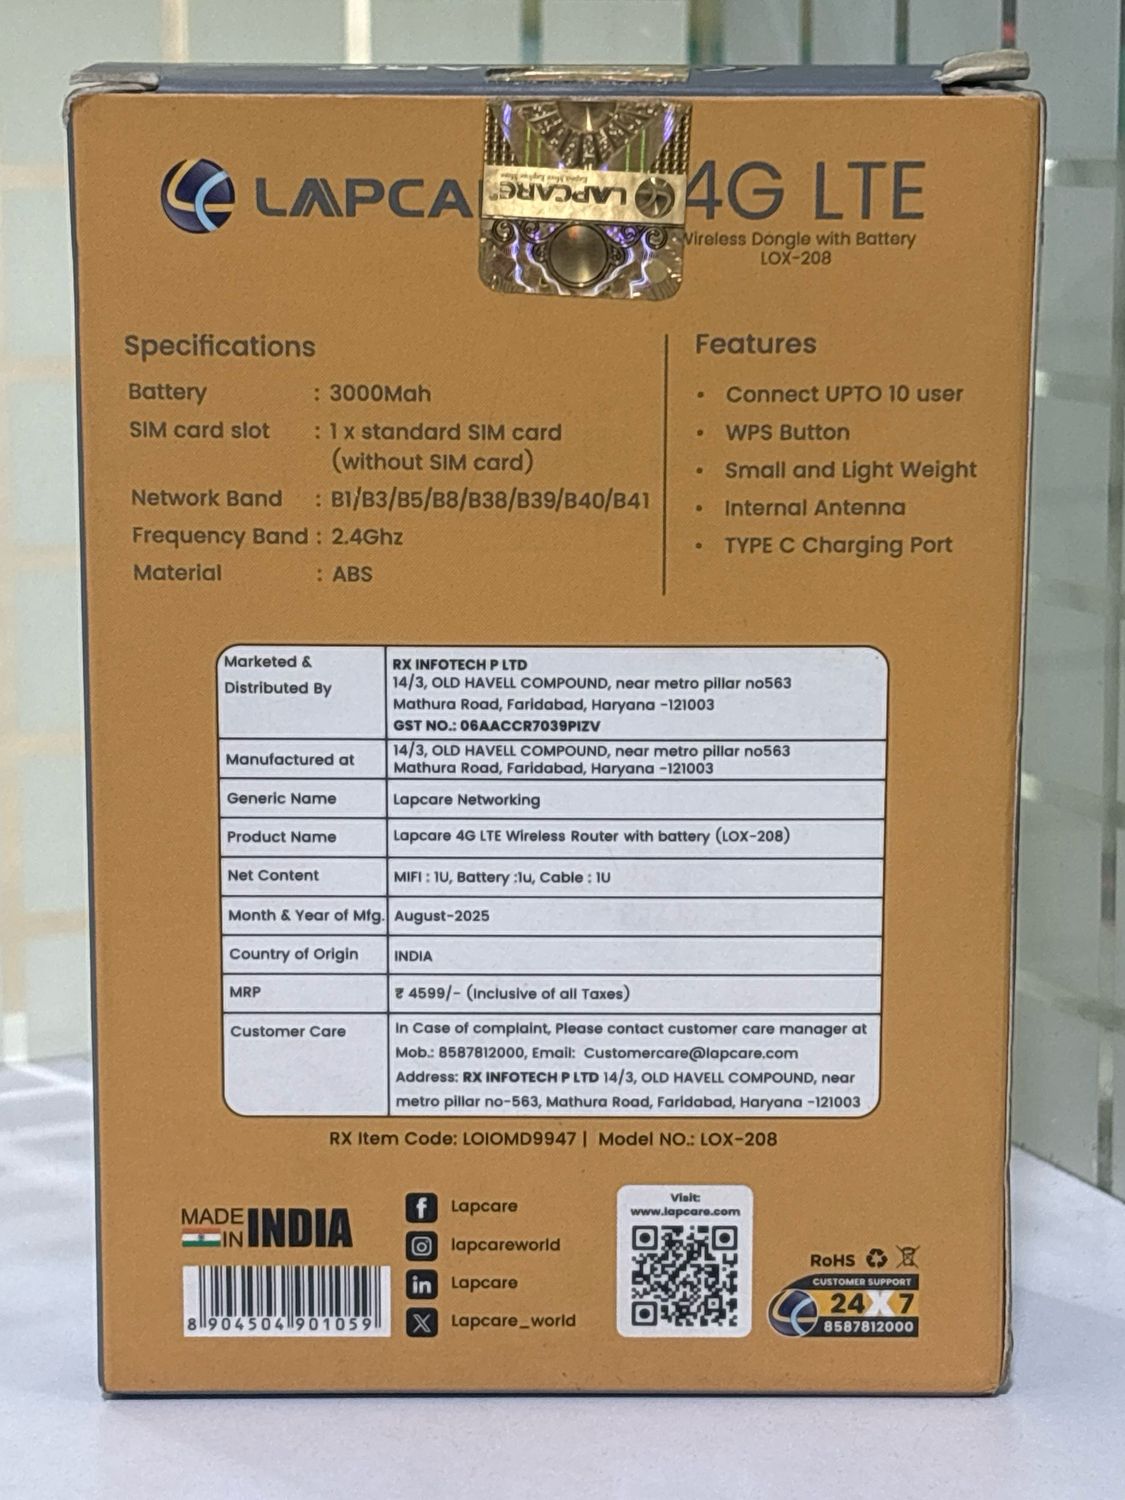 LAPCA
4G LTE
Wireless Dongle with Battery
LOX-208
LAPCARE
Specifications
Battery : 3000Mah
SIM card slot : 1 x standard SIM card
(without SIM card)
Network Band : B1/B3/B5/B8/B38/B39/B40/B41
Frequency Band : 2.4Ghz
Material : ABS
Features
• Connect UPTO 10 user
• WPS Button
• Small and Light Weight
• Internal Antenna
• TYPE C Charging Port
Marketed &
Distributed By
RX INFOTECH P LTD
14/3, OLD HAVELL COMPOUND, near metro pillar no563
Mathura Road, Faridabad, Haryana -121003
GST NO.: 06AACCR7039P1ZV
Manufactured at
14/3, OLD HAVELL COMPOUND, near metro pillar no563
Mathura Road, Faridabad, Haryana -121003
Generic Name Lapcare Networking
Product Name Lapcare 4G LTE Wireless Router with battery (LOX-208)
Net Content MIFI : 1U, Battery :1u, Cable : 1U
Month & Year of Mfg. August-2025
Country of Origin INDIA
MRP ₹ 4599/- (Inclusive of all Taxes)
Customer Care
In Case of complaint, Please contact customer care manager at
Mob.: 8587812000, Email: Customercare@lapcare.com
Address: RX INFOTECH P LTD 14/3, OLD HAVELL COMPOUND, near
metro pillar no-563, Mathura Road, Faridabad, Haryana -121003
RX Item Code: LOIOMD9947 | Model NO.: LOX-208
MADE
IN INDIA
8 904504 901059
Lapcare
lapcareworld
Lapcare
Lapcare_world
Visit:
www.lapcare.com
RoHS
CUSTOMER SUPPORT
24X7
8587812000